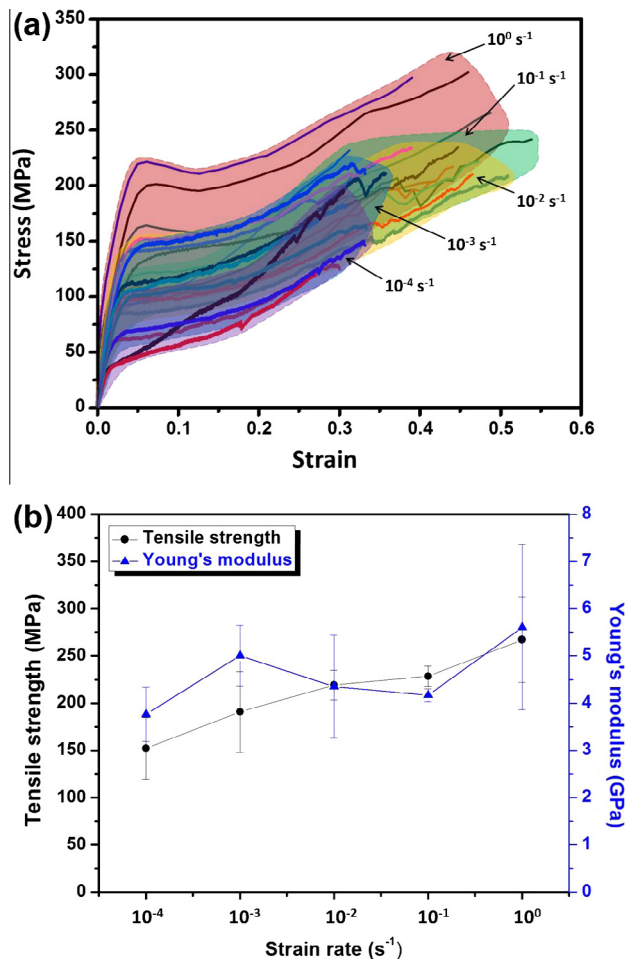 (a)
350
300
250
200
150
100
50
0
Stress (MPa)
10⁰ s⁻¹
10⁻¹ s⁻¹
10⁻² s⁻¹
10⁻³ s⁻¹
10⁻⁴ s⁻¹
0.0 0.1 0.2 0.3 0.4 0.5 0.6
Strain
(b)
400
350
300
250
200
150
100
50
0
Tensile strength (MPa)
Tensile strength
Young's modulus
8
7
6
5
4
3
2
1
0
Young's modulus (GPa)
10⁻⁴ 10⁻³ 10⁻² 10⁻¹ 10⁰
Strain rate (s⁻¹)